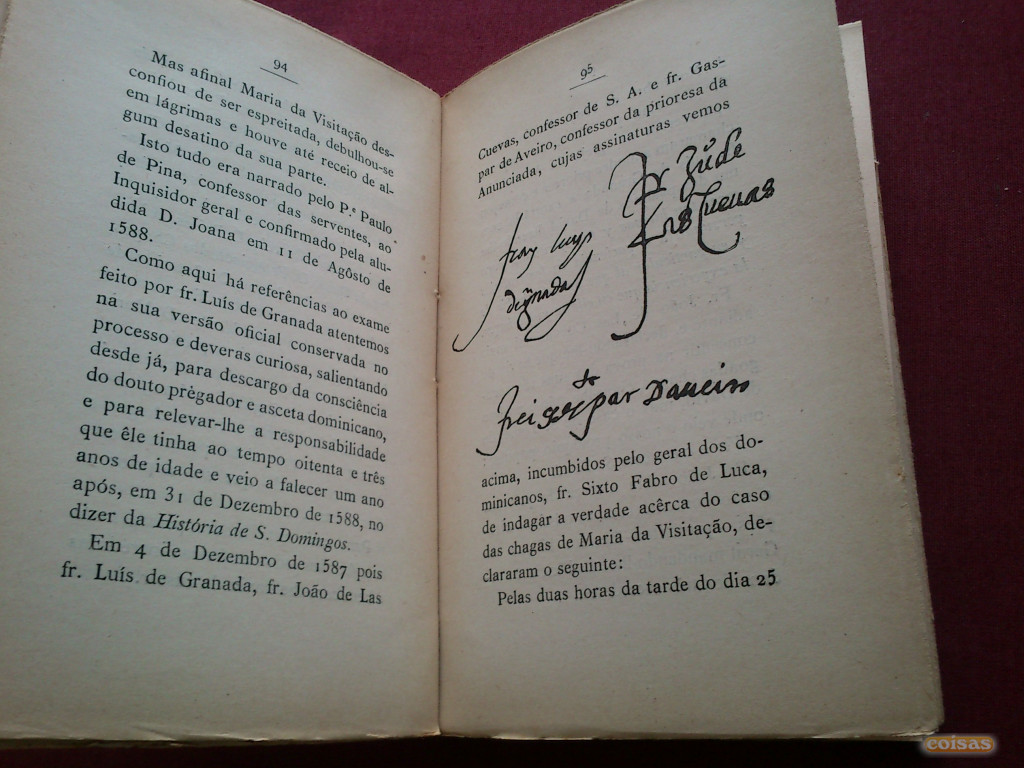 94
Mas afinal Maria da Visitação des-
confiou de ser espreitada, debulhou-se
em lágrimas e houve até receio de al-
gum desatino da sua parte.
Isto tudo era narrado pelo P.e Paulo
de Pina, confessor das serventes, ao
Inquisidor geral e confirmado pela alu-
dida D. Joana em 11 de Agôsto de
1588.
Como aqui há referências ao exame
feito por fr. Luís de Granada atentemos
na sua versão oficial conservada no
processo e deveras curiosa, salientando
desde já, para descargo da consciência
do douto prègador e asceta dominicano,
e para relevar-lhe a responsabilidade
que êle tinha ao tempo oitenta e três
anos de idade e veio a falecer um ano
após, em 31 de Dezembro de 1588, no
dizer da História de S. Domingos.
Em 4 de Dezembro de 1587 pois
fr. Luís de Granada, fr. João de Las
95
Cuevas, confessor de S. A. e fr. Gas-
par de Aveiro, confessor da prioresa da
Anunciada, cujas assinaturas vemos
fray luys
Cueuas
frei gaspar Daueiro
acima, incumbidos pelo geral dos do-
minicanos, fr. Sixto Fabro de Luca,
de indagar a verdade acêrca do caso
das chagas de Maria da Visitação, de-
clararam o seguinte:
Pelas duas horas da tarde do dia 25
coisas